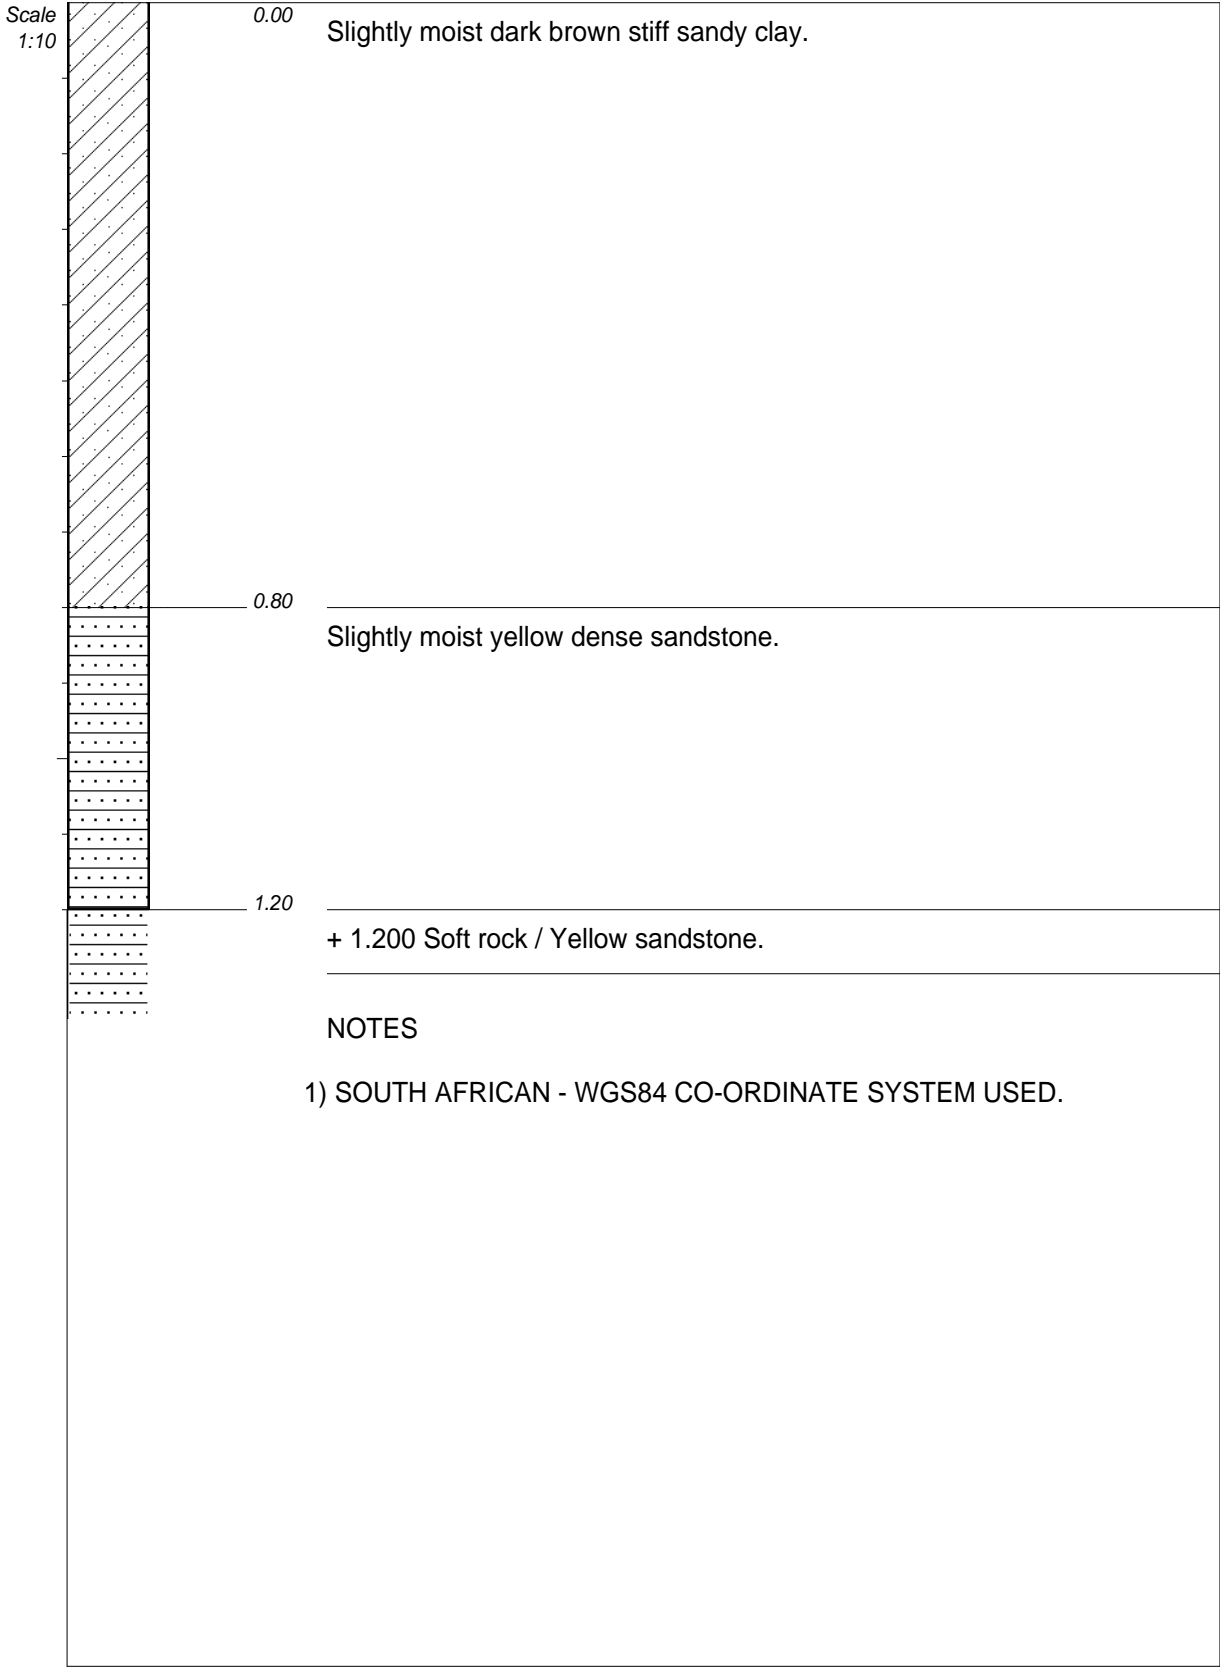 Scale
1:10
0.00
Slightly moist dark brown stiff sandy clay.
0.80
Slightly moist yellow dense sandstone.
1.20
+ 1.200 Soft rock / Yellow sandstone.
NOTES
1) SOUTH AFRICAN - WGS84 CO-ORDINATE SYSTEM USED.